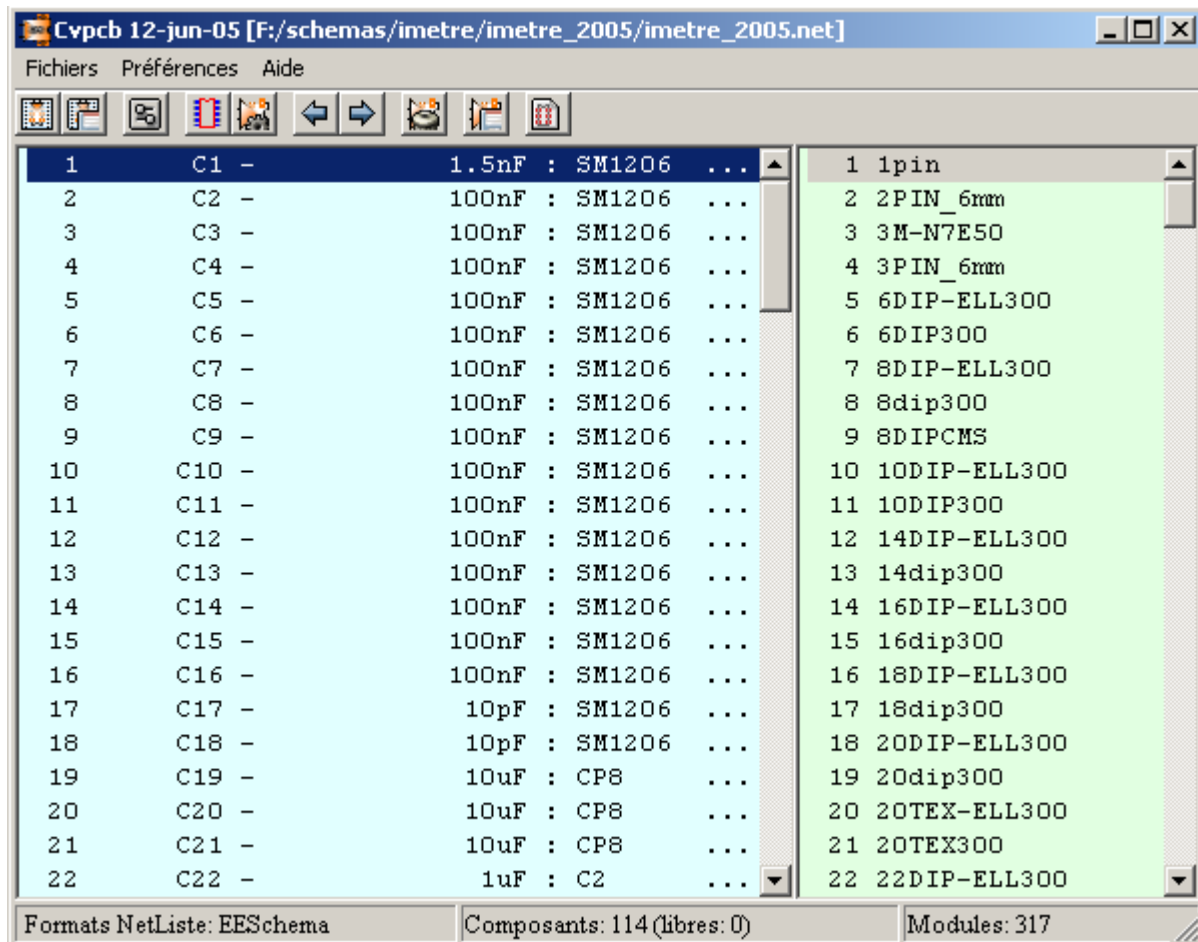 Cvpcb 12-jun-05 [F:/schemas/imetre/imetre_2005/imetre_2005.net]
Fichiers Préférences Aide
1 C1 - 1.5nF : SM1206 ...
2 C2 - 100nF : SM1206 ...
3 C3 - 100nF : SM1206 ...
4 C4 - 100nF : SM1206 ...
5 C5 - 100nF : SM1206 ...
6 C6 - 100nF : SM1206 ...
7 C7 - 100nF : SM1206 ...
8 C8 - 100nF : SM1206 ...
9 C9 - 100nF : SM1206 ...
10 C10 - 100nF : SM1206 ...
11 C11 - 100nF : SM1206 ...
12 C12 - 100nF : SM1206 ...
13 C13 - 100nF : SM1206 ...
14 C14 - 100nF : SM1206 ...
15 C15 - 100nF : SM1206 ...
16 C16 - 100nF : SM1206 ...
17 C17 - 10pF : SM1206 ...
18 C18 - 10pF : SM1206 ...
19 C19 - 10uF : CP8 ...
20 C20 - 10uF : CP8 ...
21 C21 - 10uF : CP8 ...
22 C22 - 1uF : C2 ...
1 1pin
2 2PIN_6mm
3 3M-N7E50
4 3PIN_6mm
5 6DIP-ELL300
6 6DIP300
7 8DIP-ELL300
8 8dip300
9 8DIPCMS
10 10DIP-ELL300
11 10DIP300
12 14DIP-ELL300
13 14dip300
14 16DIP-ELL300
15 16dip300
16 18DIP-ELL300
17 18dip300
18 20DIP-ELL300
19 20dip300
20 20TEX-ELL300
21 20TEX300
22 22DIP-ELL300
Formats NetListe: EESchema
Composants: 114 (libres: 0)
Modules: 317